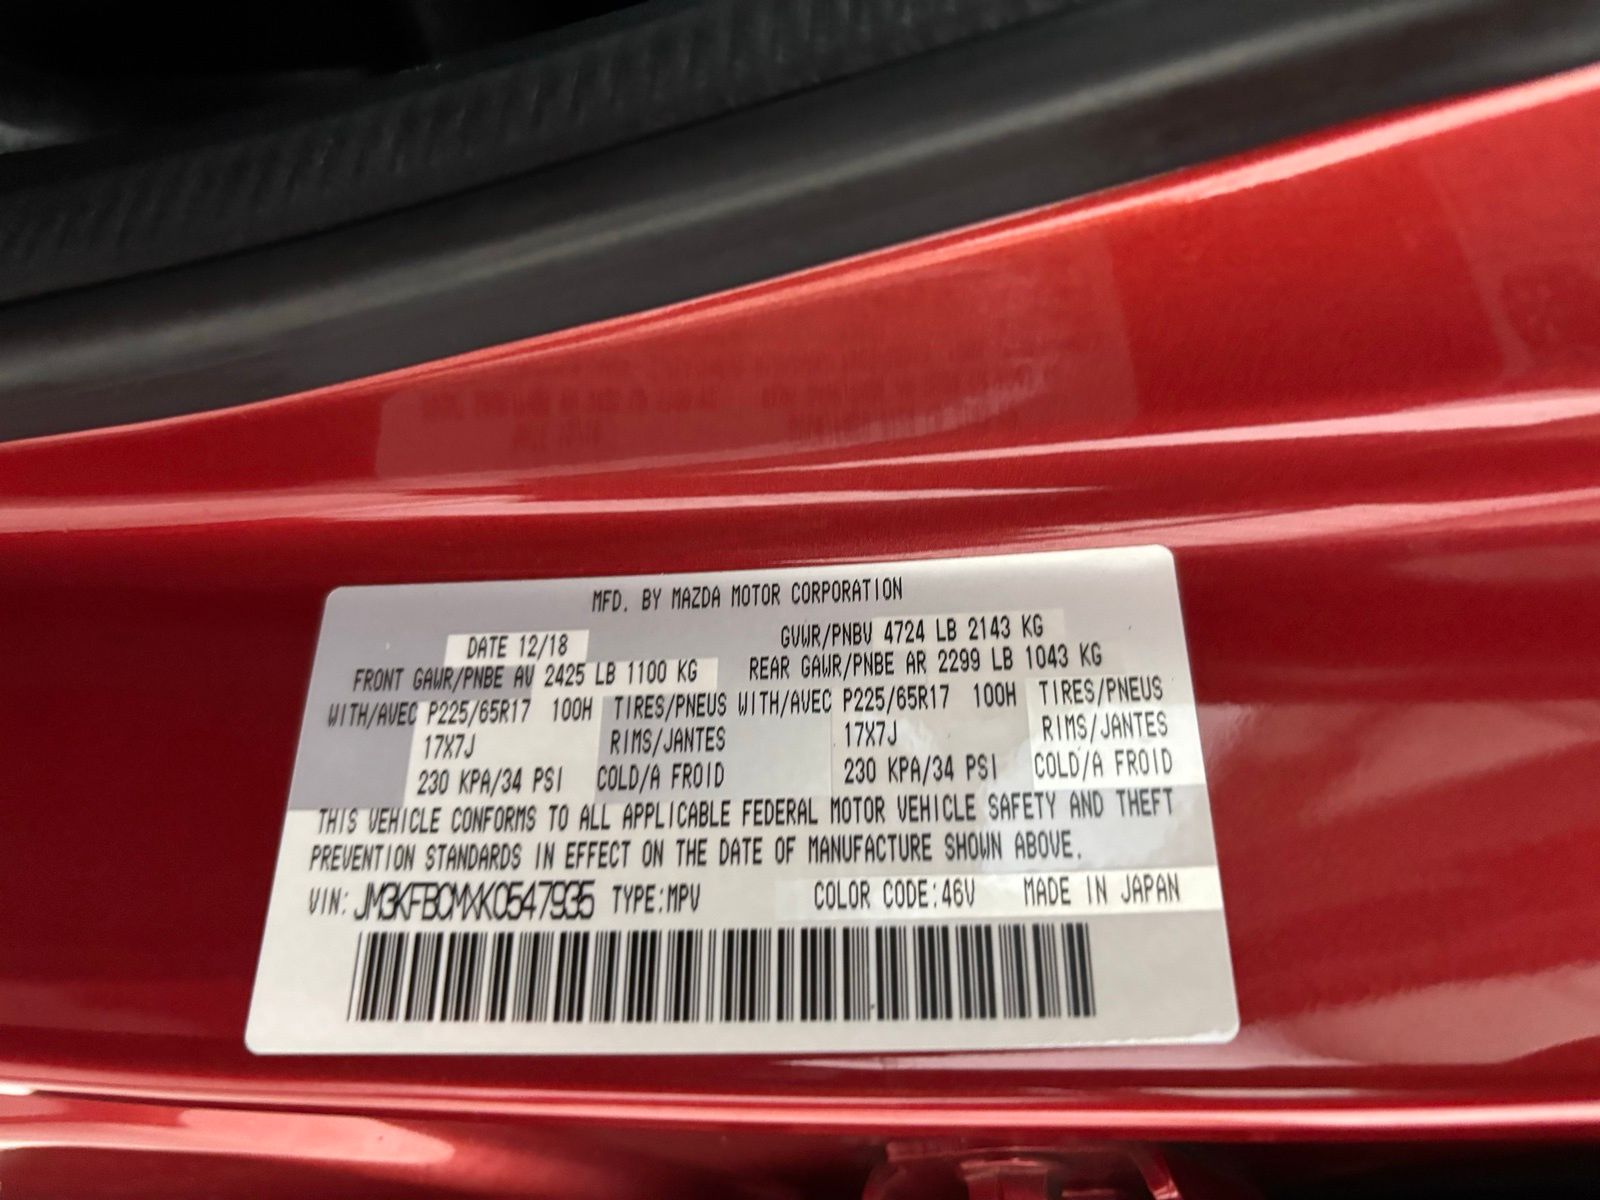 MFD. BY MAZDA MOTOR CORPORATION
DATE 12/18 GVWR/PNBV 4724 LB 2143 KG
FRONT GAWR/PNBE AV 2425 LB 1100 KG REAR GAWR/PNBE AR 2299 LB 1043 KG
WITH/AVEC P225/65R17 100H TIRES/PNEUS WITH/AVEC P225/65R17 100H TIRES/PNEUS
17X7J RIMS/JANTES 17X7J RIMS/JANTES
230 KPA/34 PSI COLD/A FROID 230 KPA/34 PSI COLD/A FROID
THIS VEHICLE CONFORMS TO ALL APPLICABLE FEDERAL MOTOR VEHICLE SAFETY AND THEFT
PREVENTION STANDARDS IN EFFECT ON THE DATE OF MANUFACTURE SHOWN ABOVE.
VIN: JM3KFBCMXK0547935 TYPE:MPV COLOR CODE:46V MADE IN JAPAN